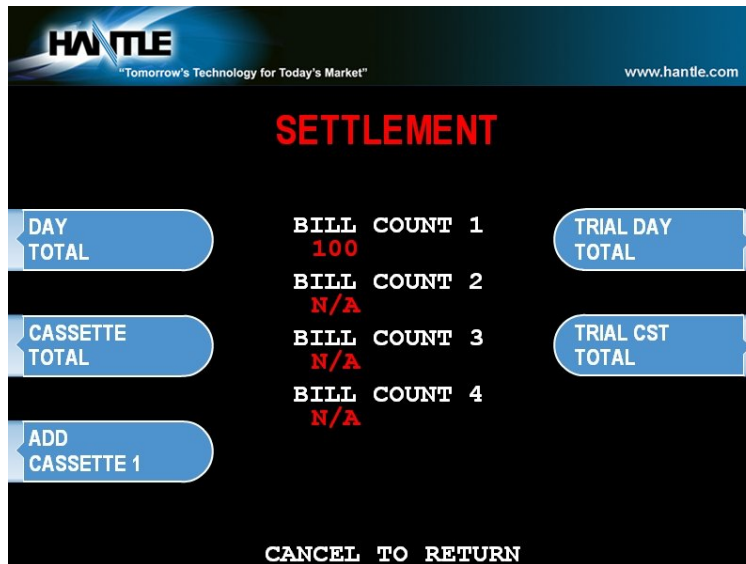 HANTLE
"Tomorrow's Technology for Today's Market"
www.hantle.com
SETTLEMENT
DAY
TOTAL
CASSETTE
TOTAL
ADD
CASSETTE 1
BILL COUNT 1
100
BILL COUNT 2
N/A
BILL COUNT 3
N/A
BILL COUNT 4
N/A
TRIAL DAY
TOTAL
TRIAL CST
TOTAL
CANCEL TO RETURN